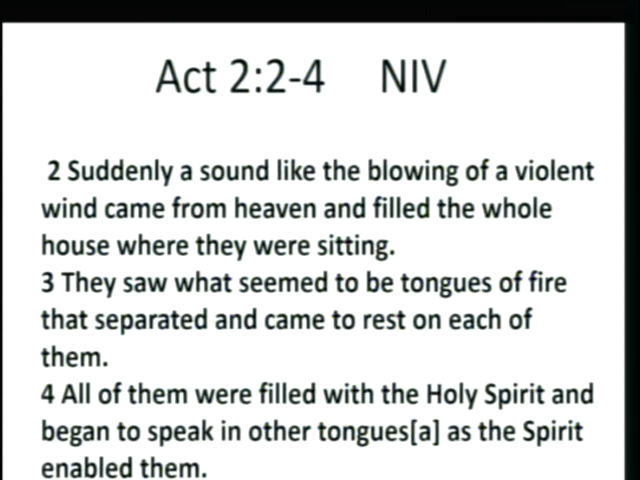 Act 2:2-4 NIV
2 Suddenly a sound like the blowing of a violent
wind came from heaven and filled the whole
house where they were sitting.
3 They saw what seemed to be tongues of fire
that separated and came to rest on each of
them.
4 All of them were filled with the Holy Spirit and
began to speak in other tongues[a] as the Spirit
enabled them.